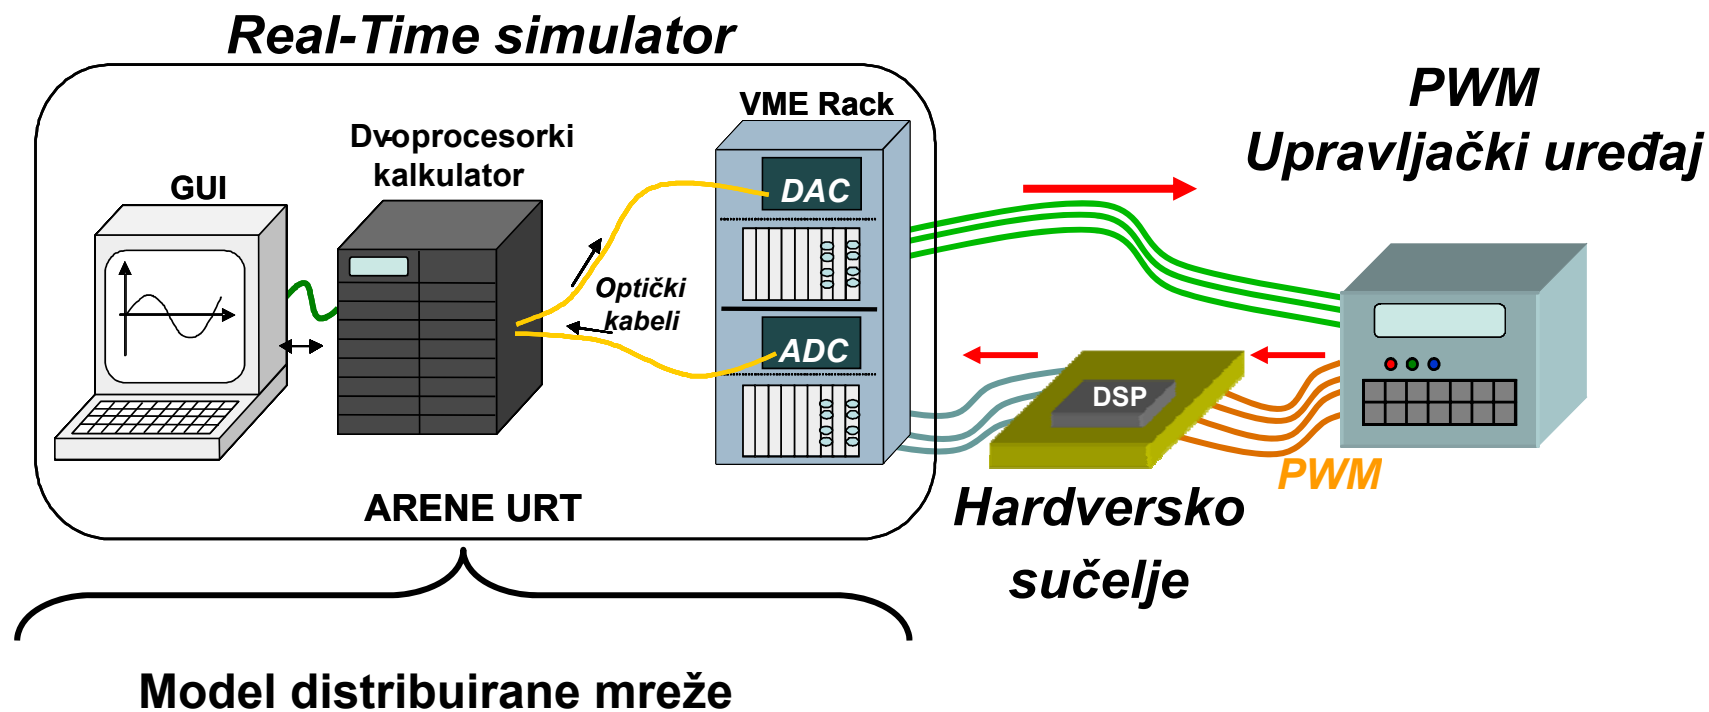 Real-Time simulator
VME Rack
PWM
Upravljački uređaj
Dvoprocesorki
kalkulator
GUI
DAC
Optički
kabeli
ADC
DSP
PWM
ARENE URT
Hardversko
sučelje
Model distribuirane mreže